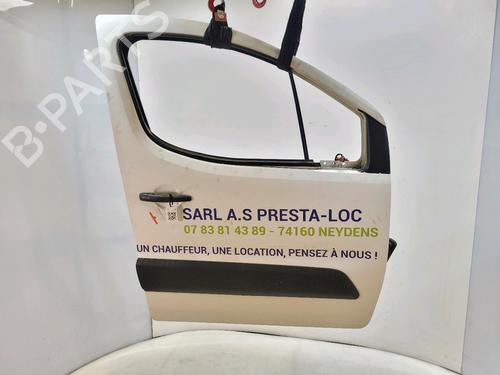 B-PARTS
SARL A.S PRESTA-LOC
07 83 81 43 89 - 74160 NEYDENS
UN CHAUFFEUR, UNE LOCATION, PENSEZ À NOUS !